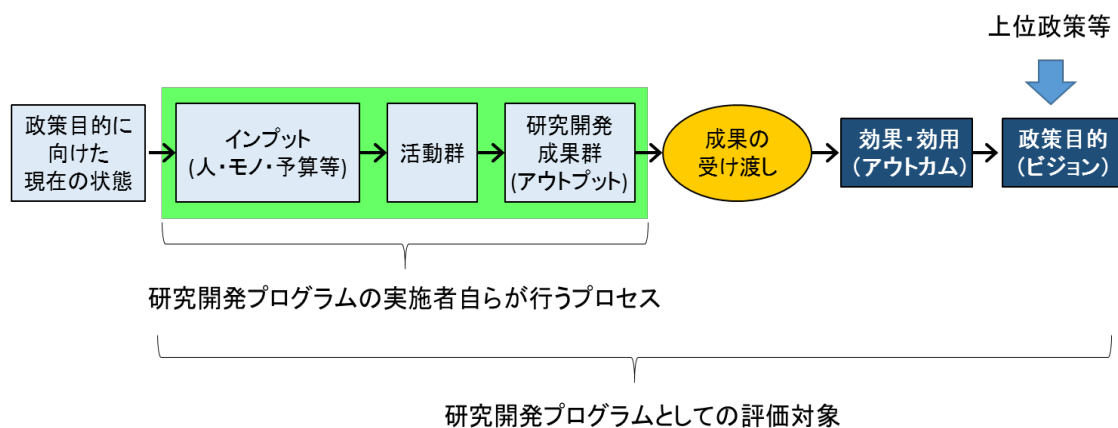 上位政策等
政策目的に
向けた
現在の状態
インプット
(人・モノ・予算等)
活動群
研究開発
成果群
(アウトプット)
成果の
受け渡し
効果・効用
(アウトカム)
政策目的
(ビジョン)
研究開発プログラムの実施者自らが行うプロセス
研究開発プログラムとしての評価対象